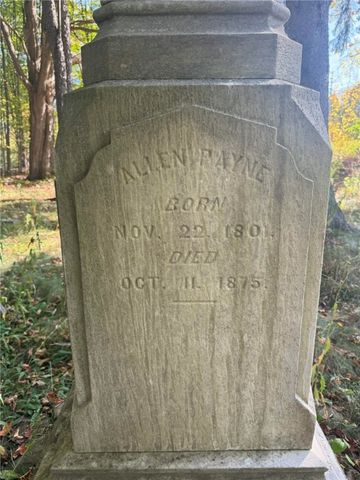 ALLEN PAYNE
BORN
NOV. 22. 1801.
DIED
OCT. 11. 1875.